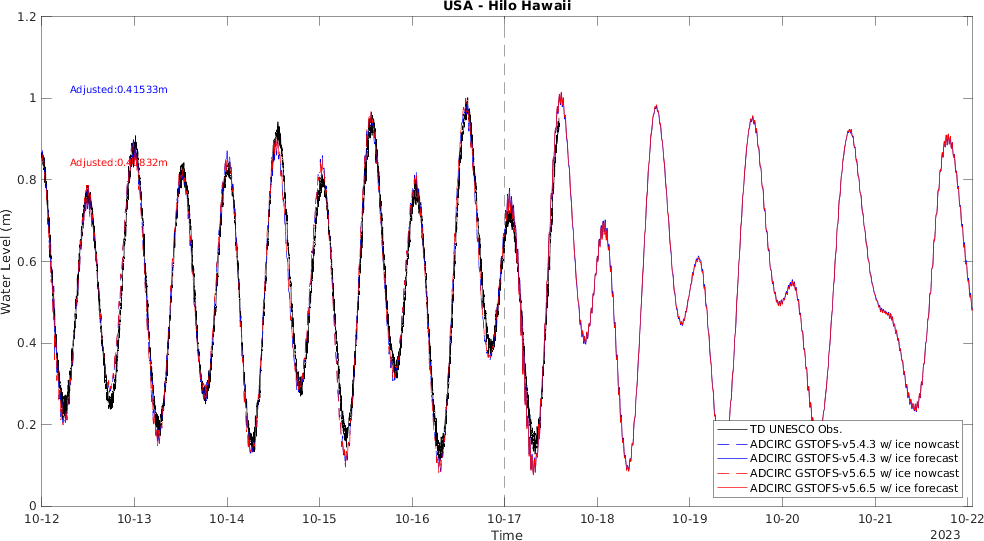 USA - Hilo Hawaii
1.2
1
0.8
0.6
0.4
0.2
0
Water Level (m)
Adjusted:0.41533m
TD UNESCO Obs.
ADCIRC GSTOFS-v5.4.3 w/ ice nowcast
ADCIRC GSTOFS-v5.4.3 w/ ice forecast
ADCIRC GSTOFS-v5.6.5 w/ ice nowcast
ADCIRC GSTOFS-v5.6.5 w/ ice forecast
10-12 10-13 10-14 10-15 10-16 10-17 10-18 10-19 10-20 10-21 10-22
Time
2023